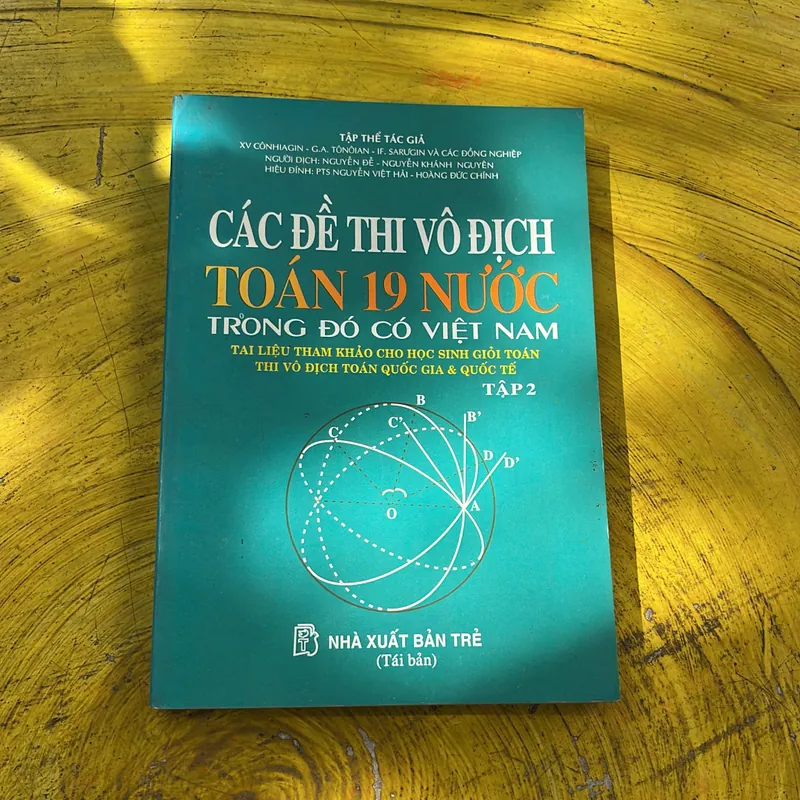 TẬP THỂ TÁC GIẢ
XV CÔNHIAGIN - G.A. TÔNÔIAN - IF. SARƯGIN VÀ CÁC ĐỒNG NGHIỆP
NGƯỜI DỊCH: NGUYỄN ĐỄ - NGUYỄN KHÁNH NGUYÊN
HIỆU ĐÍNH: PTS NGUYỄN VIỆT HẢI - HOÀNG ĐỨC CHÍNH
CÁC ĐỀ THI VÔ ĐỊCH
TOÁN 19 NƯỚC
TRONG ĐÓ CÓ VIỆT NAM
TAI LIỆU THAM KHẢO CHO HỌC SINH GIỎI TOÁN
THI VÔ ĐỊCH TOÁN QUỐC GIA & QUỐC TẾ
TẬP 2
B
C' B'
C
D D'
A
O
NHÀ XUẤT BẢN TRẺ
(Tái bản)